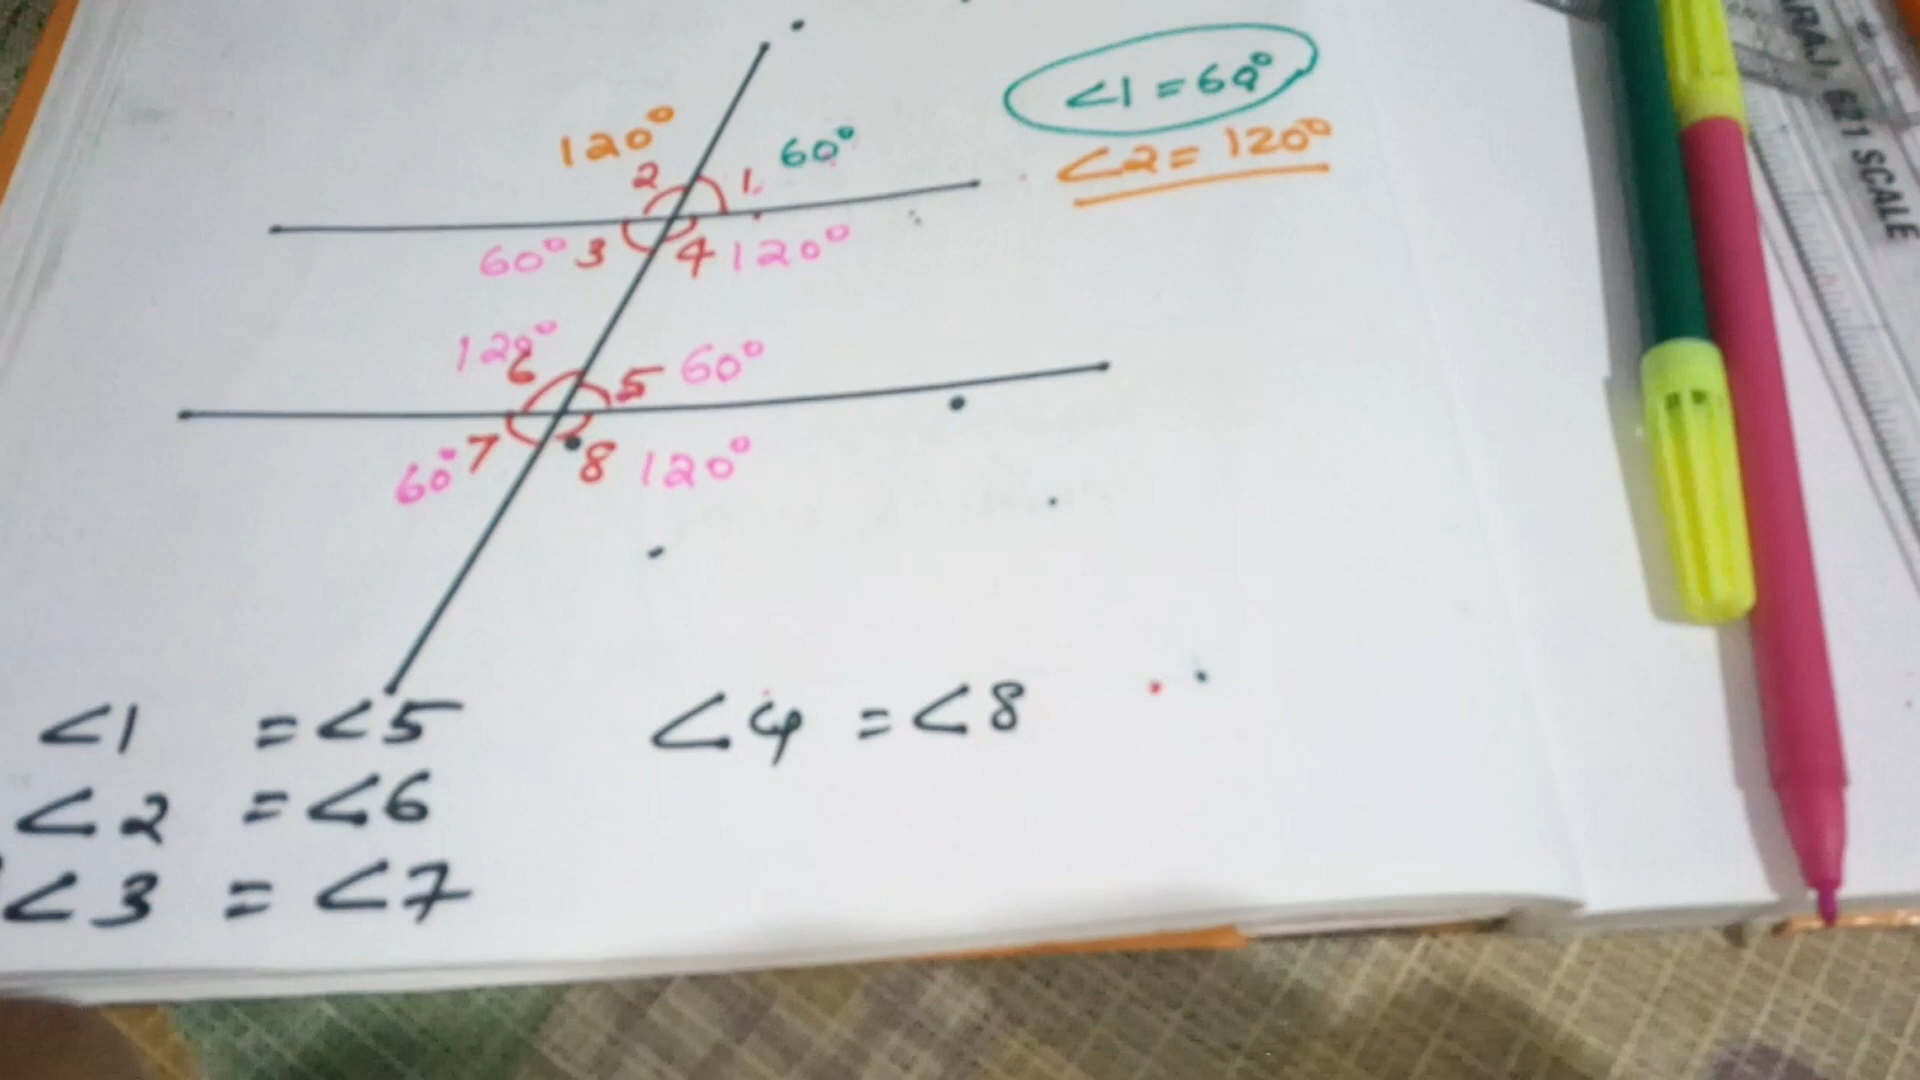 ∠1 = 60°
120° 60°
∠2 = 120°
2 1
60° 3 4 120°
120°
6 5 60°
60° 7 8 120°
∠1 = ∠5 ∠4 = ∠8
∠2 = ∠6
∠3 = ∠7
621 SCALE